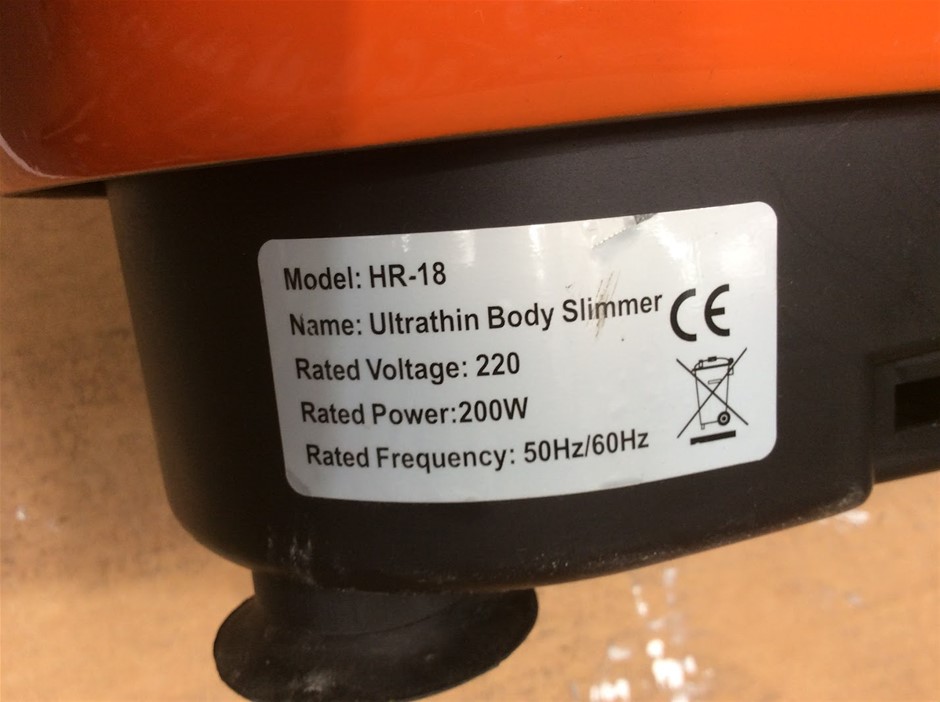 Model: HR-18
Name: Ultrathin Body Slimmer
CE
Rated Voltage: 220
Rated Power:200W
Rated Frequency: 50Hz/60Hz